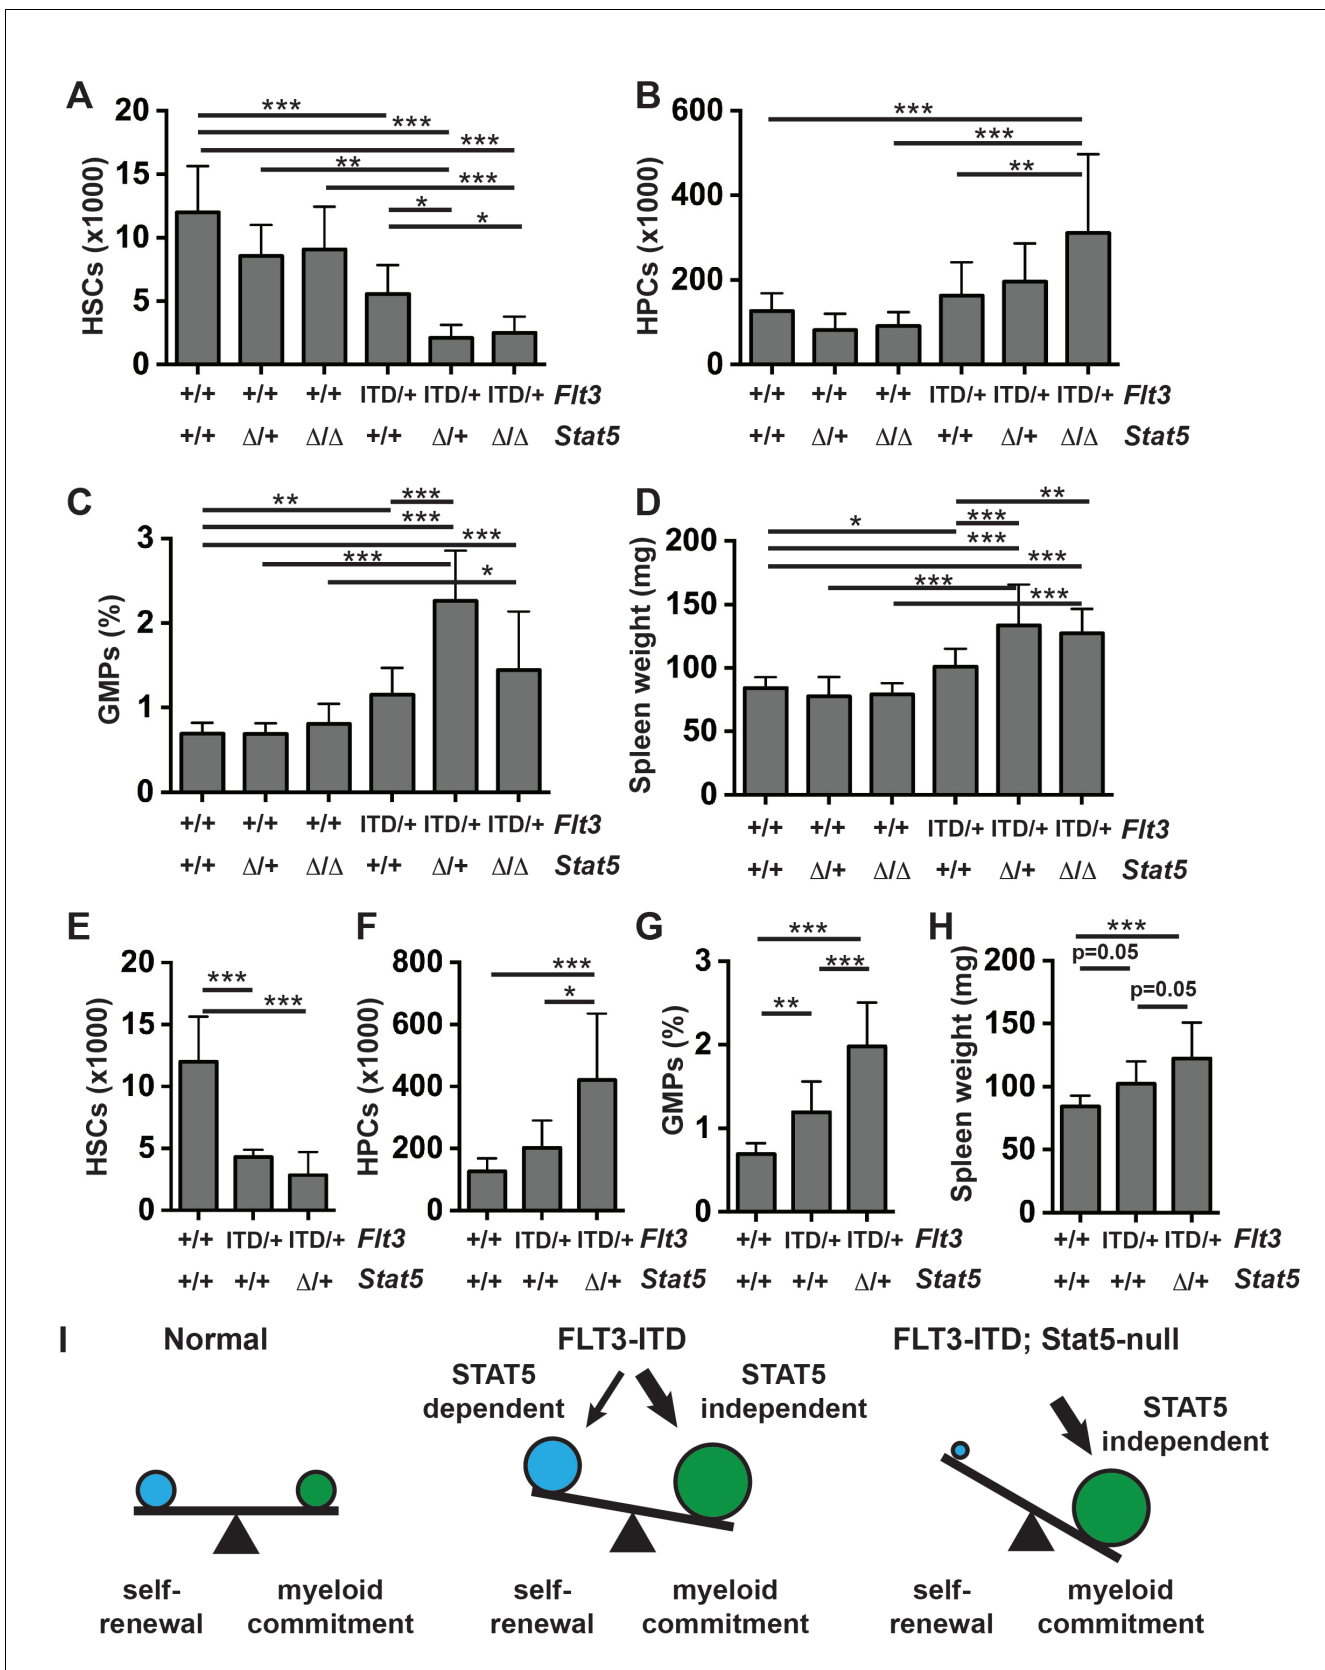 A
HSCs (x1000)
20
15
10
5
0
***
***
***
**
***
*
*
+/+ +/+ +/+ ITD/+ ITD/+ ITD/+ Flt3
+/+ Δ/+ Δ/Δ +/+ Δ/+ Δ/Δ Stat5
B
HPCs (x1000)
600
400
200
0
***
***
**
+/+ +/+ +/+ ITD/+ ITD/+ ITD/+ Flt3
+/+ Δ/+ Δ/Δ +/+ Δ/+ Δ/Δ Stat5
C
GMPs (%)
3
2
1
0
***
**
***
***
***
*
+/+ +/+ +/+ ITD/+ ITD/+ ITD/+ Flt3
+/+ Δ/+ Δ/Δ +/+ Δ/+ Δ/Δ Stat5
D
Spleen weight (mg)
200
150
100
50
0
**
***
*
***
***
***
***
+/+ +/+ +/+ ITD/+ ITD/+ ITD/+ Flt3
+/+ Δ/+ Δ/Δ +/+ Δ/+ Δ/Δ Stat5
E
HSCs (x1000)
20
15
10
5
0
***
***
+/+ ITD/+ ITD/+ Flt3
+/+ +/+ Δ/+ Stat5
F
HPCs (x1000)
800
600
400
200
0
***
*
+/+ ITD/+ ITD/+ Flt3
+/+ +/+ Δ/+ Stat5
G
GMPs (%)
3
2
1
0
***
***
**
+/+ ITD/+ ITD/+ Flt3
+/+ +/+ Δ/+ Stat5
H
Spleen weight (mg)
200
150
100
50
0
***
p=0.05
p=0.05
+/+ ITD/+ ITD/+ Flt3
+/+ +/+ Δ/+ Stat5
I
Normal
self-
renewal
myeloid
commitment
FLT3-ITD
STAT5
dependent
STAT5
independent
self-
renewal
myeloid
commitment
FLT3-ITD; Stat5-null
STAT5
independent
self-
renewal
myeloid
commitment